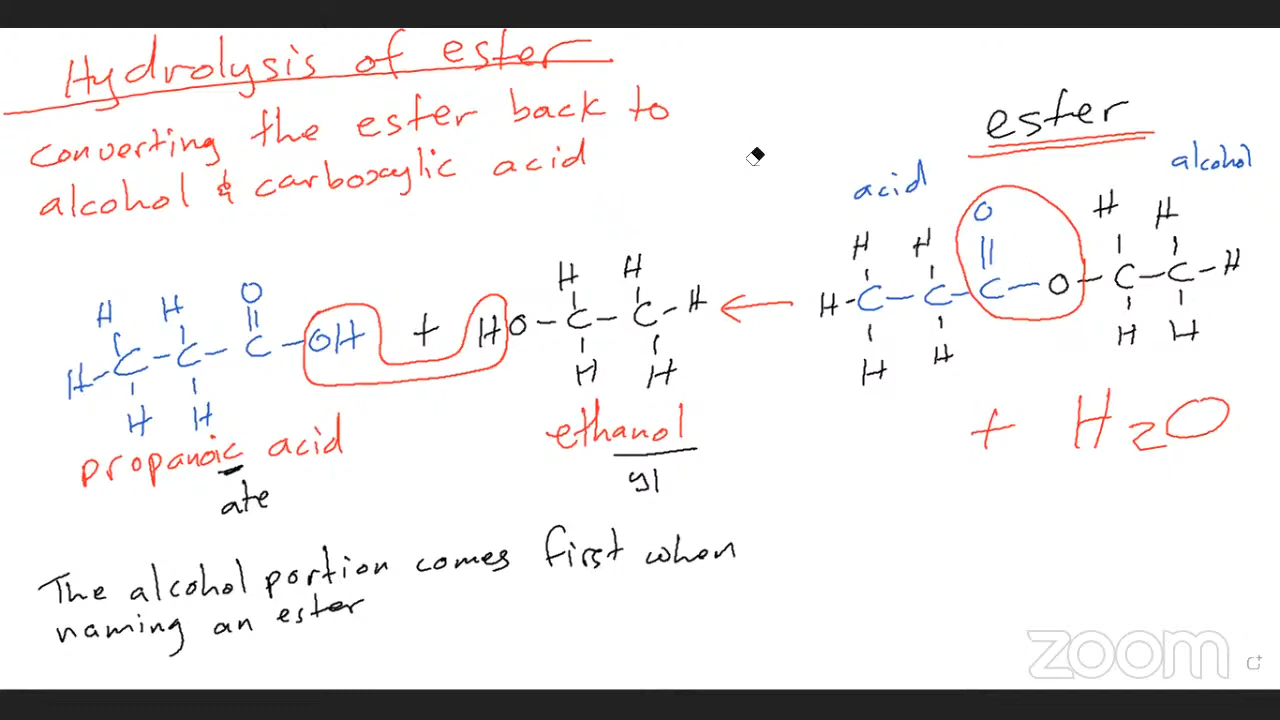 Hydrolysis of ester
converting the ester back to
alcohol & carboxylic acid
ester
acid
alcohol
O
H H
H H
H-C-C-C-O-C-C-H
H H
H H
+ H2O
H H O
H-C-C-C-OH + HO-C-C-H
H H
H H
H H
propanoic acid
ate
ethanol
yl
The alcohol portion comes first when
naming an ester
zoom